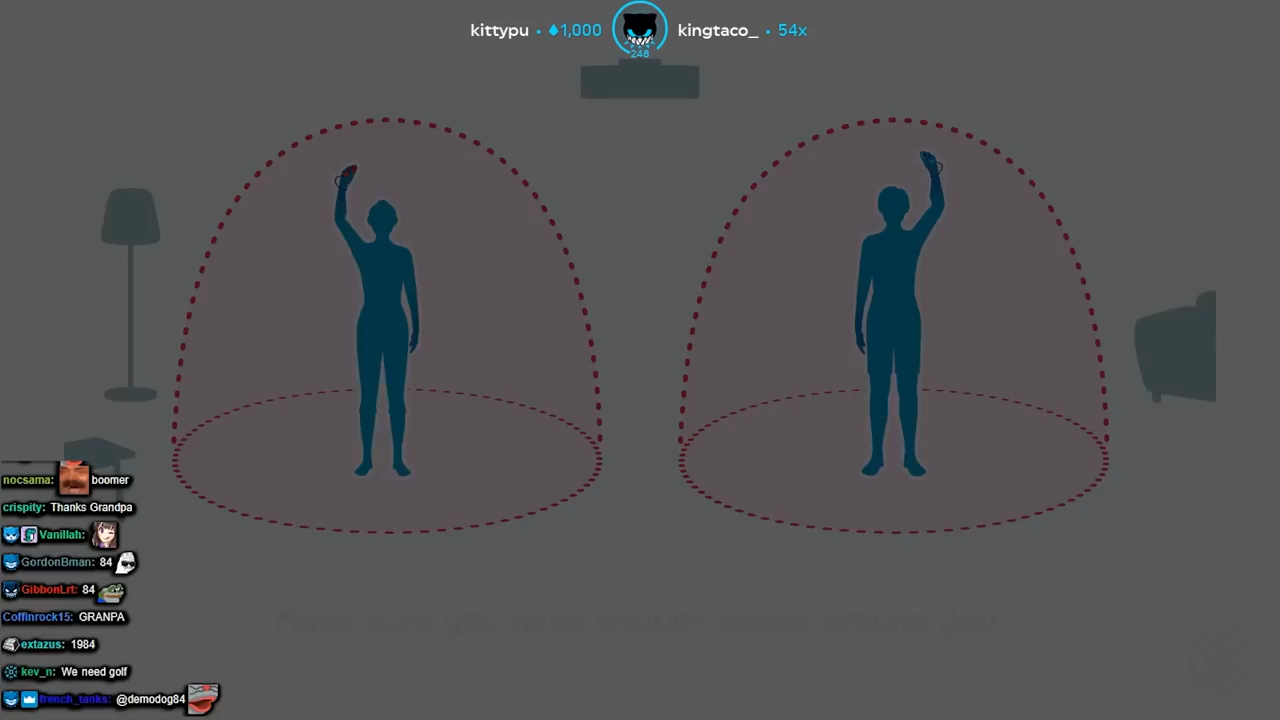 kittypu • 1,000
248
kingtaco_ • 54x
nocsama: boomer
crispity: Thanks Grandpa
Vanillah:
GordonBman: 84
GibbonLrt: 84
Coffinrock15: GRANPA
extazus: 1984
kev_n: We need golf
french_tanks: @demodog84